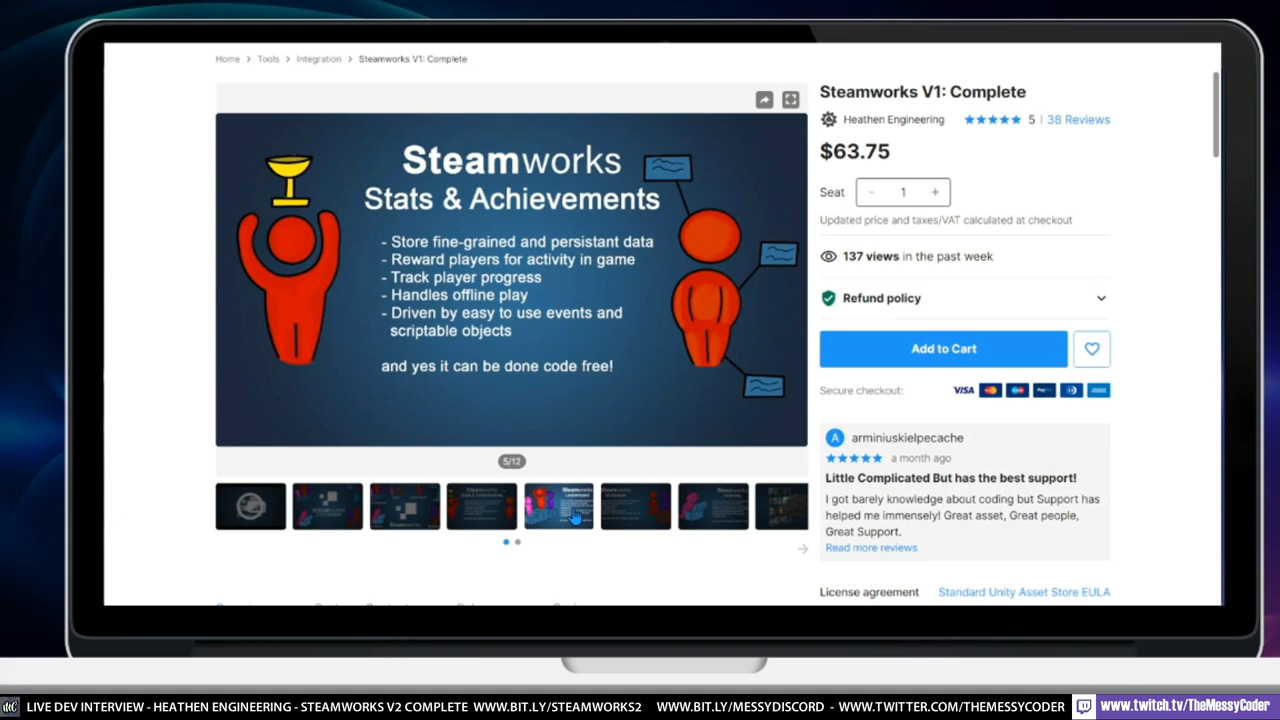 Home > Tools > Integration > Steamworks V1: Complete
Steamworks
Stats & Achievements
- Store fine-grained and persistant data
- Reward players for activity in game
- Track player progress
- Handles offline play
- Driven by easy to use events and
scriptable objects
and yes it can be done code free!
5/12
Steamworks V1: Complete
Heathen Engineering
5 | 38 Reviews
$63.75
Seat - 1 +
Updated price and taxes/VAT calculated at checkout
137 views in the past week
Refund policy
Add to Cart
Secure checkout: VISA
A arminiuskielpecache
a month ago
Little Complicated But has the best support!
I got barely knowledge about coding but Support has
helped me immensely! Great asset, Great people,
Great Support.
Read more reviews
License agreement Standard Unity Asset Store EULA
LIVE DEV INTERVIEW - HEATHEN ENGINEERING - STEAMWORKS V2 COMPLETE WWW.BIT.LY/STEAMWORKS2 WWW.BIT.LY/MESSYDISCORD - WWW.TWITTER.COM/THEMESSYCODER
www.twitch.tv/TheMessyCoder